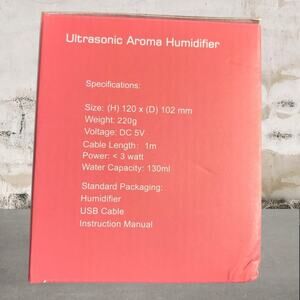 Ultrasonic Aroma Humidifier
Specifications:
Size: (H) 120 x (D) 102 mm
Weight: 220g
Voltage: DC 5V
Cable Length: 1m
Power: < 3 watt
Water Capacity: 130ml
Standard Packaging:
Humidifier
USB Cable
Instruction Manual